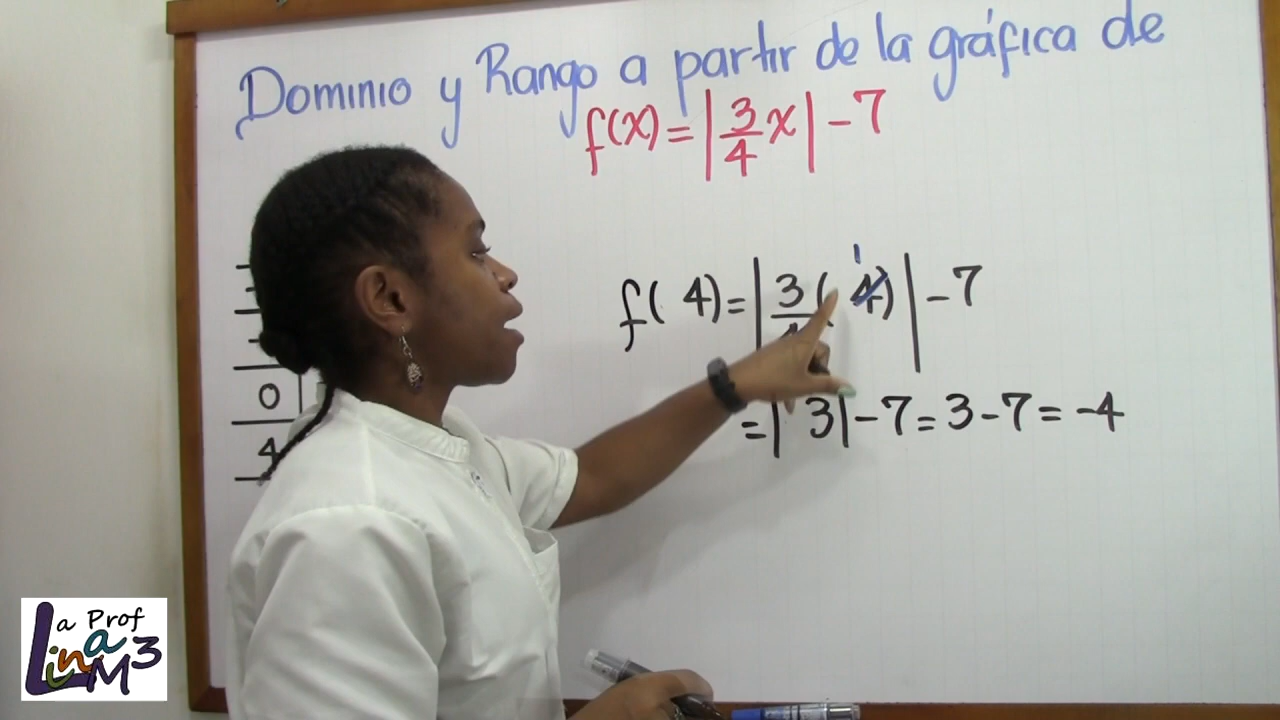 Dominio y Rango a partir de la gráfica de
f(x) = |3/4 x| - 7
f( 4) = |3/4( 4)| - 7
1
= | 3| - 7 = 3 - 7 = -4
0
4
La Prof
Lina M3